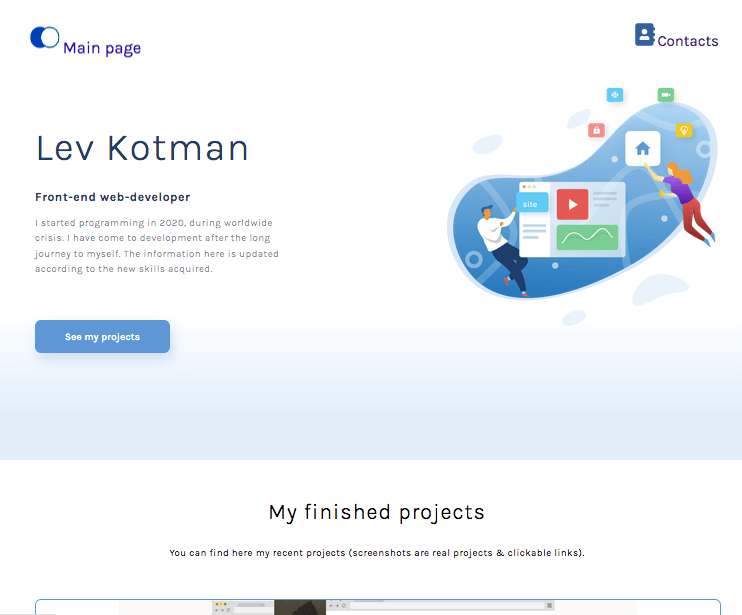 Main page
Contacts
Lev Kotman
Front-end web-developer
I started programming in 2020, during worldwide
crisis. I have come to development after the long
journey to myself. The information here is updated
according to the new skills acquired.
site
See my projects
My finished projects
You can find here my recent projects (screenshots are real projects & clickable links).